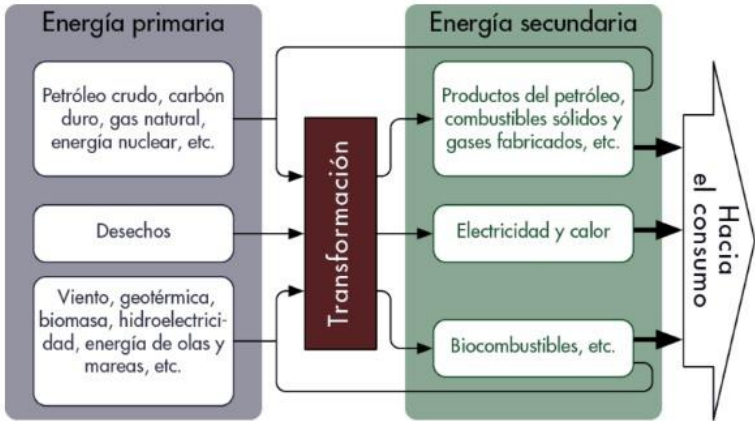 Energía primaria
Petróleo crudo, carbón
duro, gas natural,
energía nuclear, etc.
Desechos
Viento, geotérmica,
biomasa, hidroelectrici-
dad, energía de olas y
mareas, etc.
Transformación
Energía secundaria
Productos del petróleo,
combustibles sólidos y
gases fabricados, etc.
Electricidad y calor
Biocombustibles, etc.
Hacia
el consumo